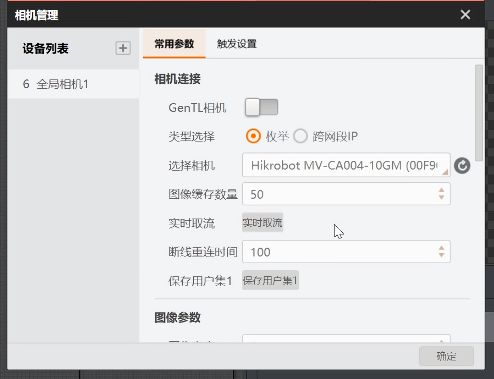 相机管理
设备列表
常用参数 触发设置
6 全局相机1
相机连接
GenTL相机
类型选择 枚举 跨网段IP
选择相机 Hikrobot MV-CA004-10GM (00F9
图像缓存数量 50
实时取流 实时取流
断线重连时间 100
保存用户集1 保存用户集1
图像参数
确定